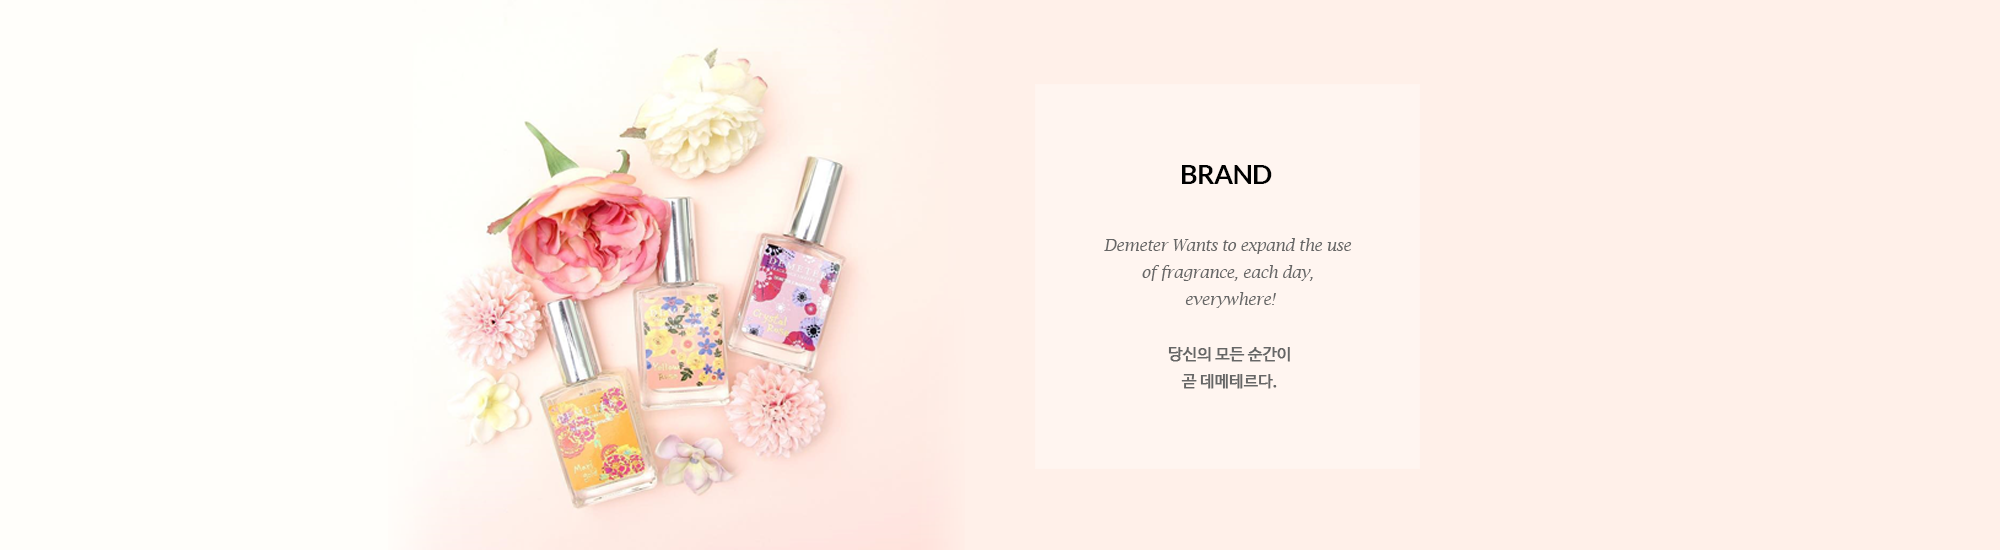 BRAND
Demeter Wants to expand the use
of fragrance, each day,
everywhere!
당신의 모든 순간이
곧 데메테르다.
Crystal